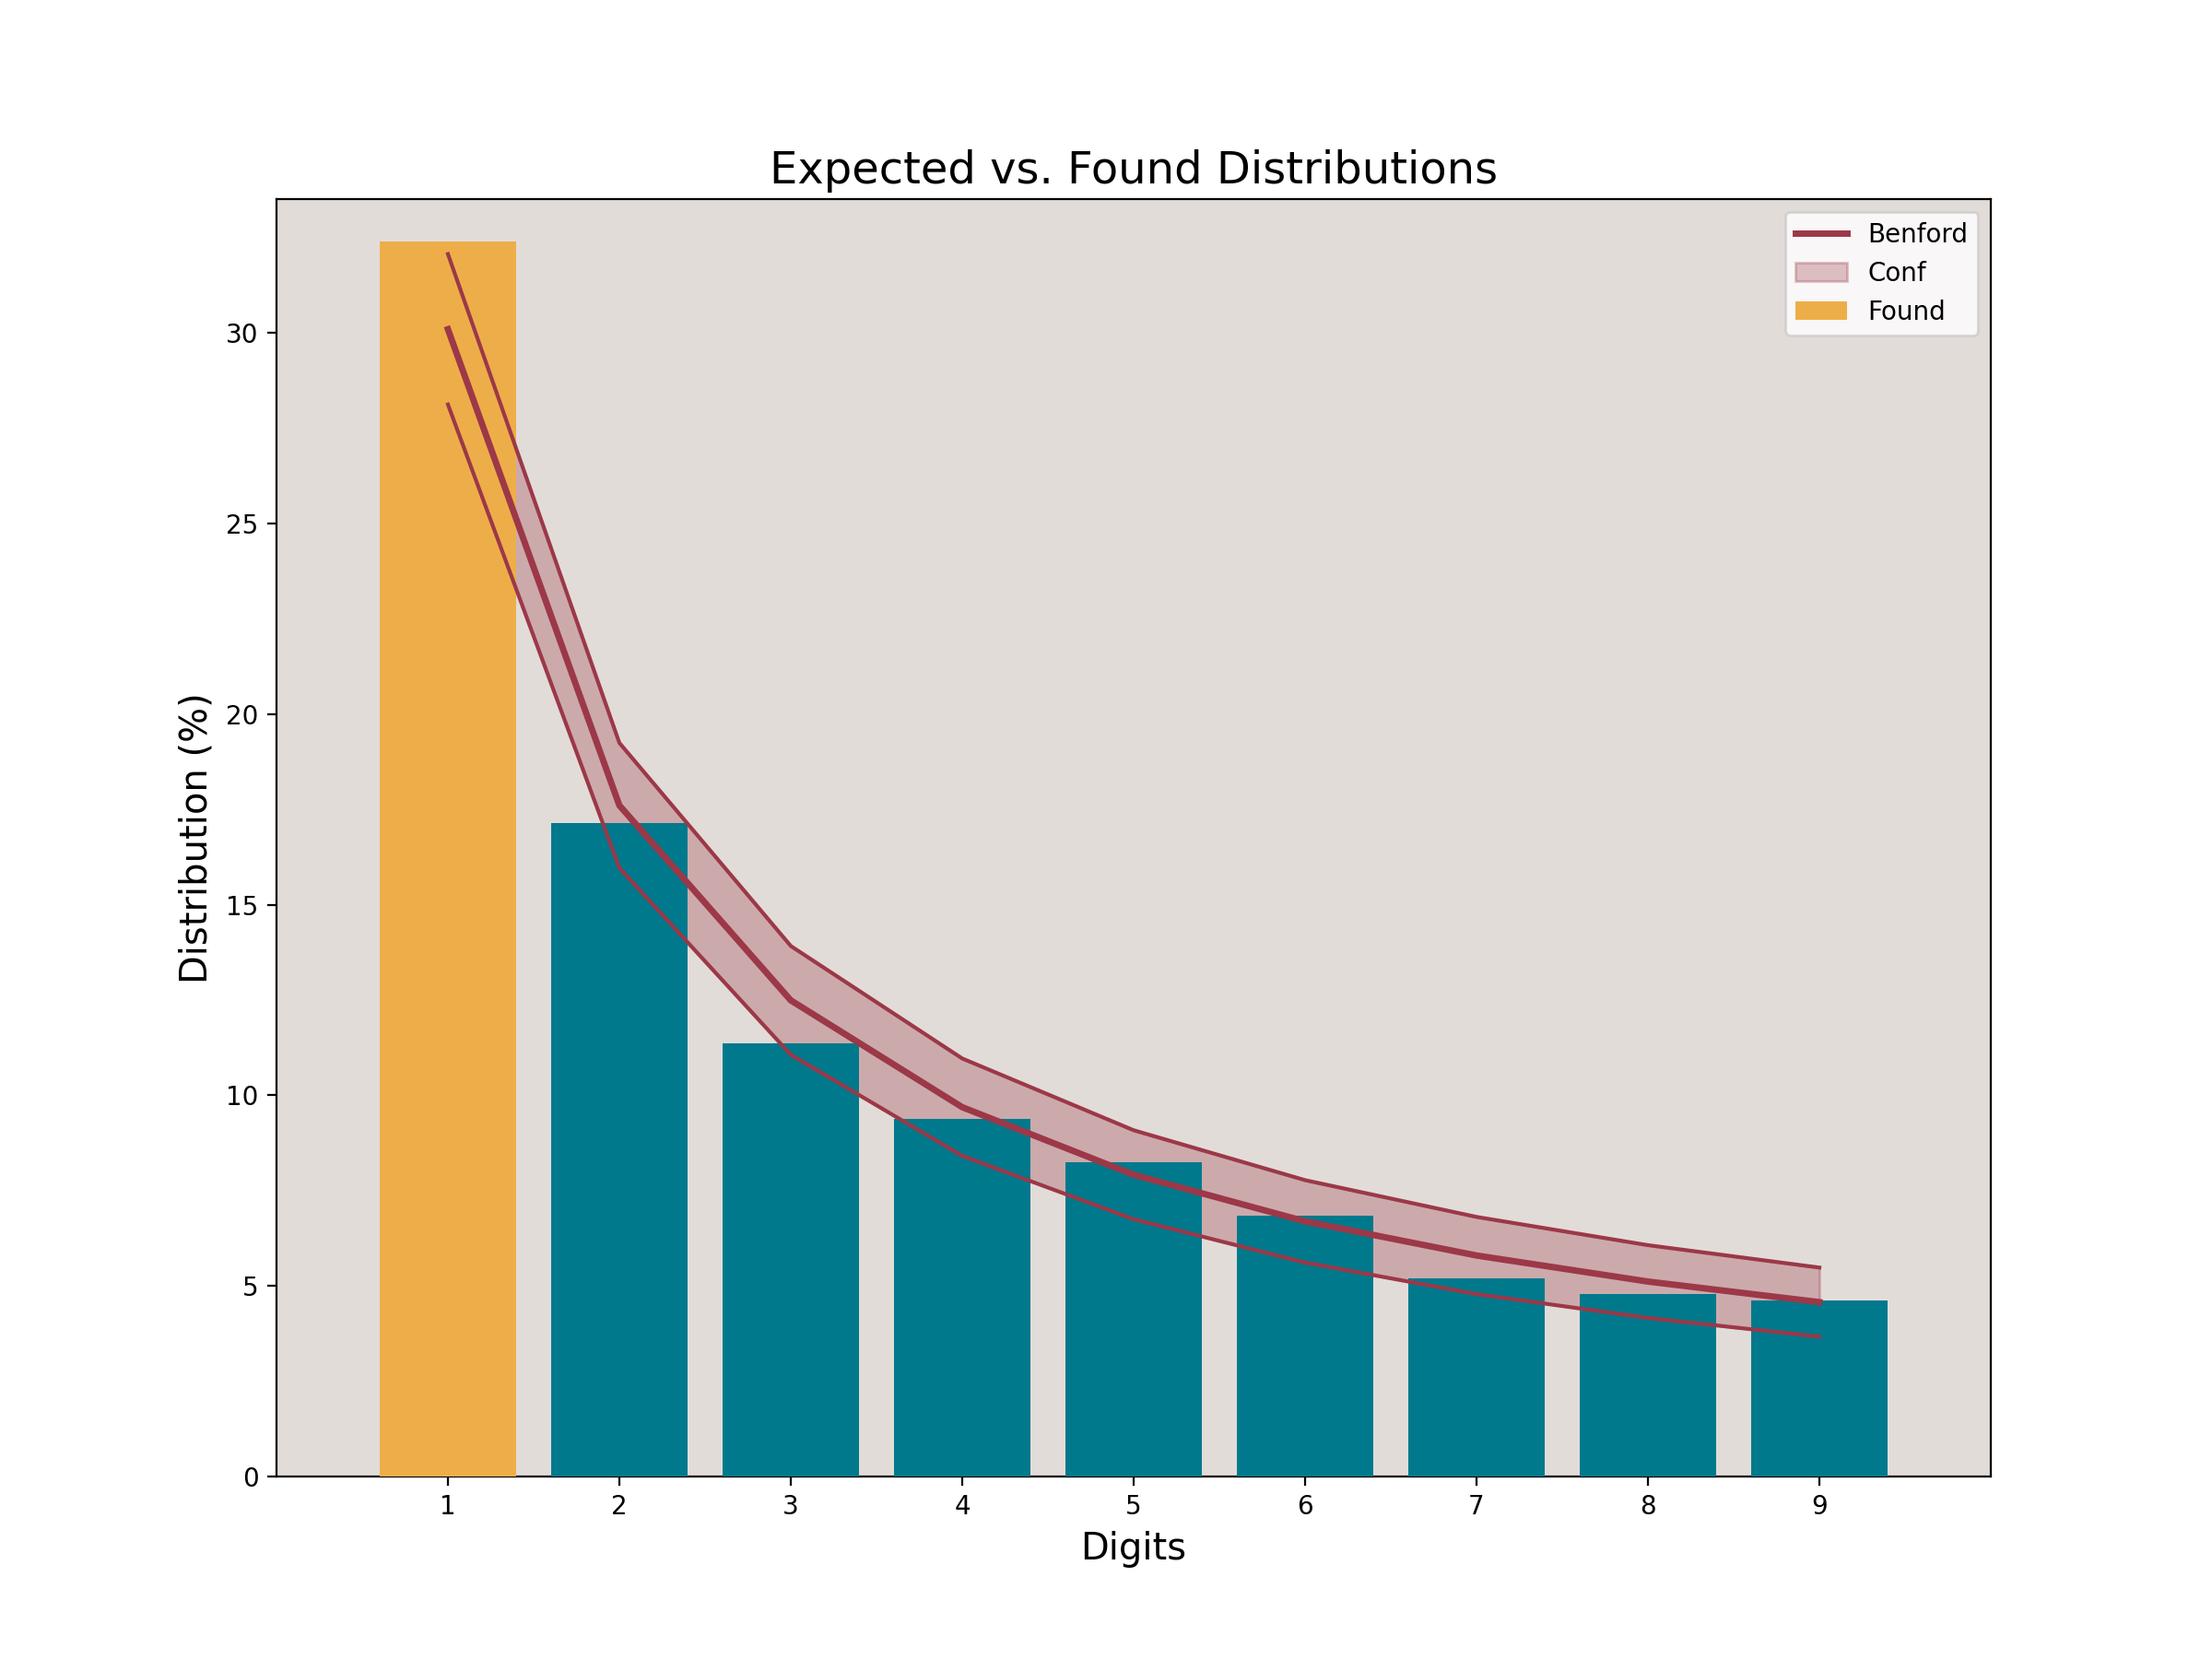 Expected vs. Found Distributions
Benford
Conf
Found
30
25
20
15
10
5
0
Distribution (%)
1 2 3 4 5 6 7 8 9
Digits